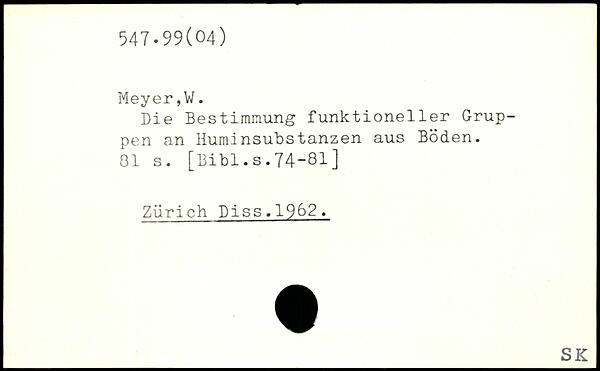 547.99(04)
Meyer,W.
Die Bestimmung funktioneller Grup-
pen an Huminsubstanzen aus Böden.
81 s. [Bibl.s.74-81]
Zürich Diss.1962.
SK